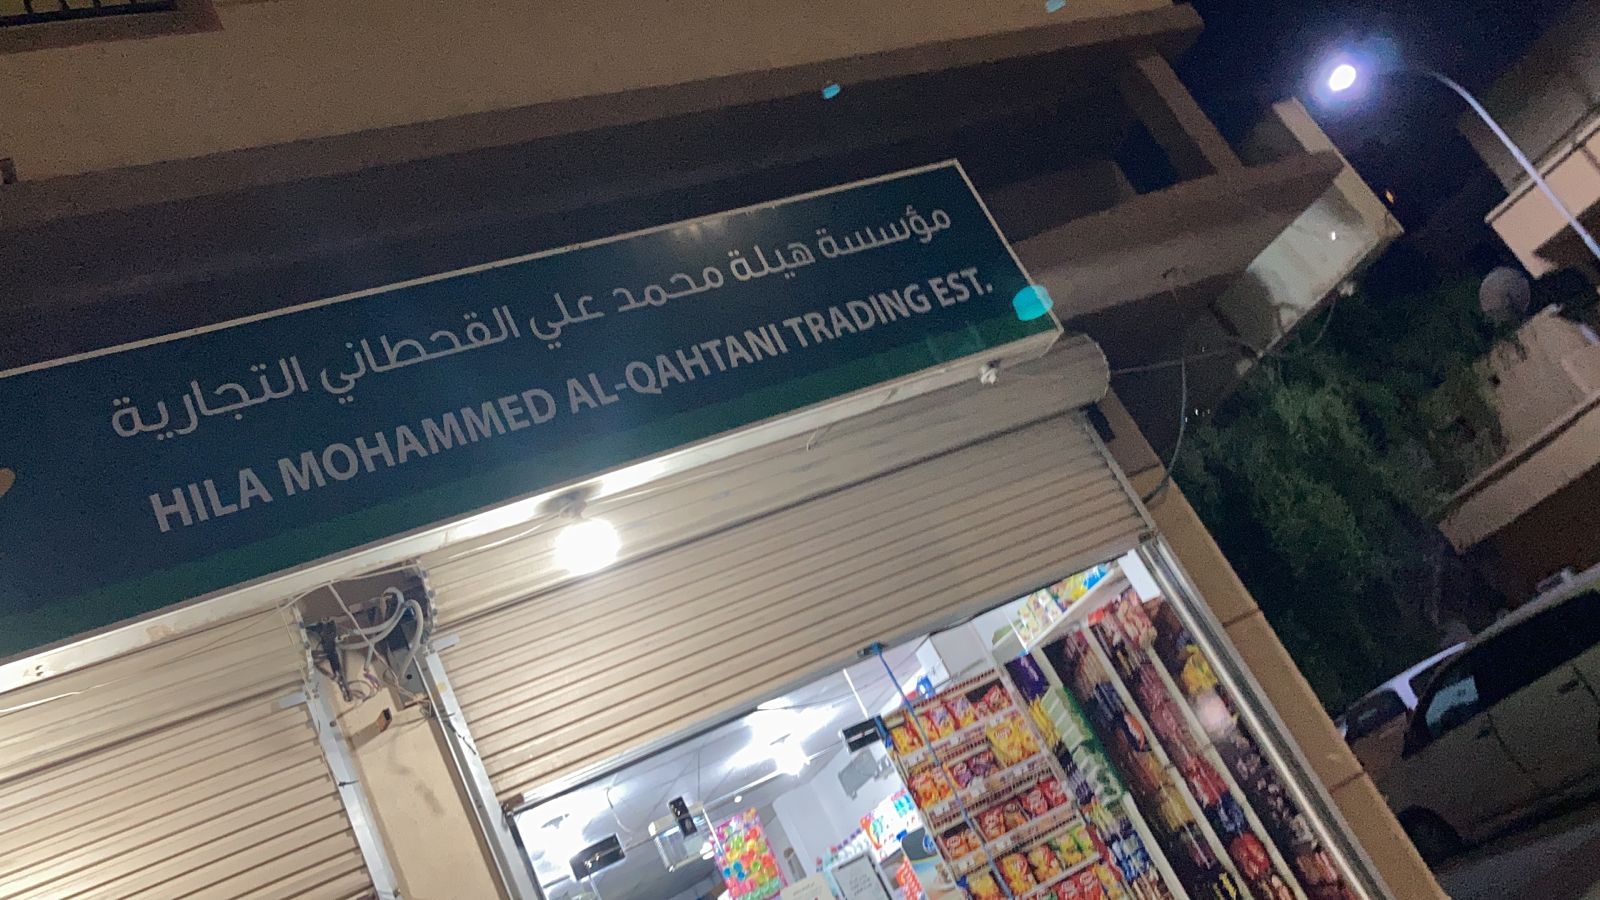 مؤسسة هيلة محمد علي القحطاني التجارية
HILA MOHAMMED AL-QAHTANI TRADING EST.